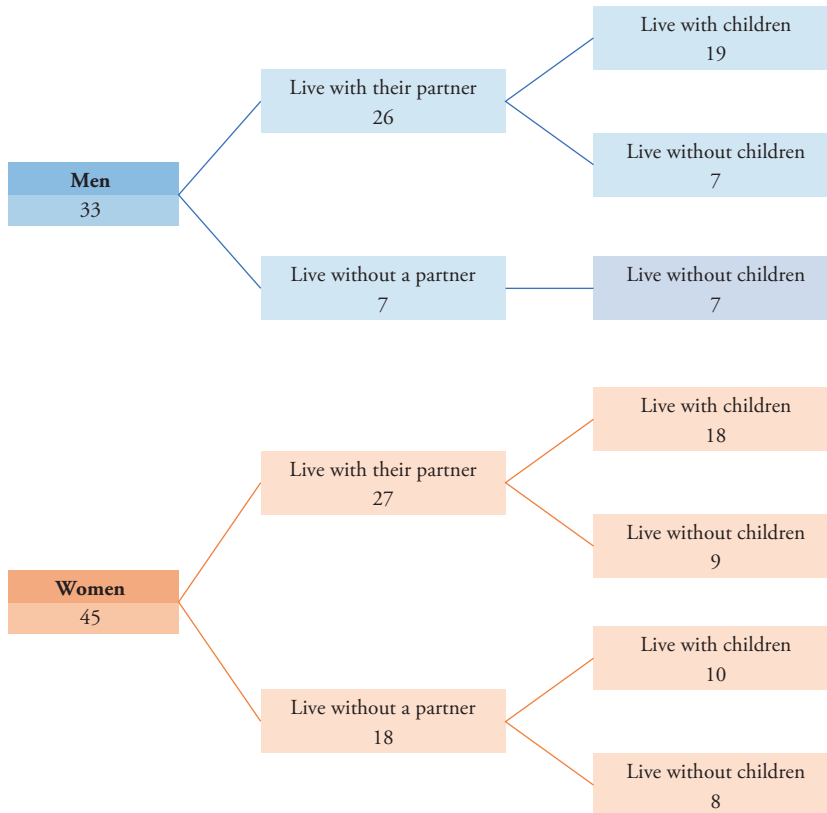 Men
33
Live with their partner
26
Live with children
19
Live without children
7
Live without a partner
7
Live without children
7
Women
45
Live with their partner
27
Live with children
18
Live without children
9
Live without a partner
18
Live with children
10
Live without children
8